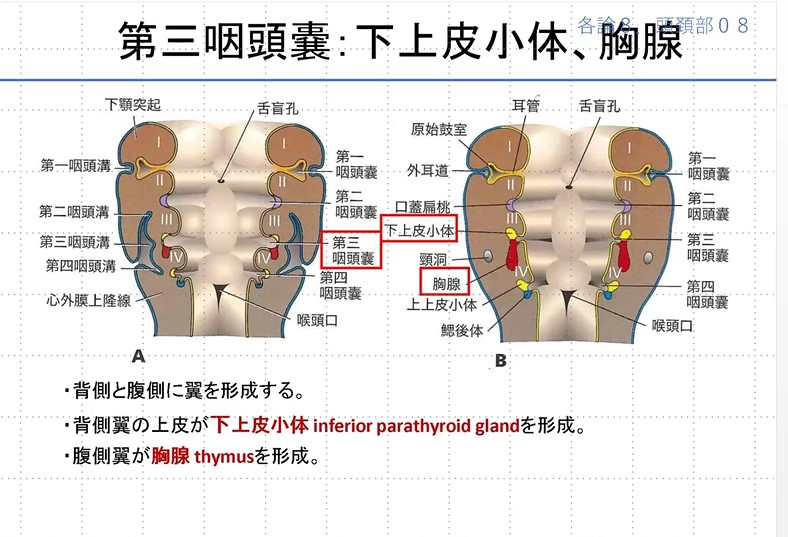 各論８．頭頚部０８
第三咽頭嚢：下上皮小体、胸腺
下顎突起
舌盲孔
第一咽頭溝
第一
咽頭嚢
第二咽頭溝
第二
咽頭嚢
第三咽頭溝
第三
咽頭嚢
第四咽頭溝
第四
咽頭嚢
心外膜上隆線
喉頭口
I
II
III
IV
I
II
III
IV
A
耳管
舌盲孔
原始鼓室
外耳道
第一
咽頭嚢
口蓋扁桃
第二
咽頭嚢
下上皮小体
第三
咽頭嚢
頸洞
胸腺
第四
咽頭嚢
上上皮小体
鰓後体
喉頭口
I
II
III
IV
I
II
III
IV
B
・背側と腹側に翼を形成する。
・背側翼の上皮が下上皮小体 inferior parathyroid glandを形成。
・腹側翼が胸腺 thymusを形成。